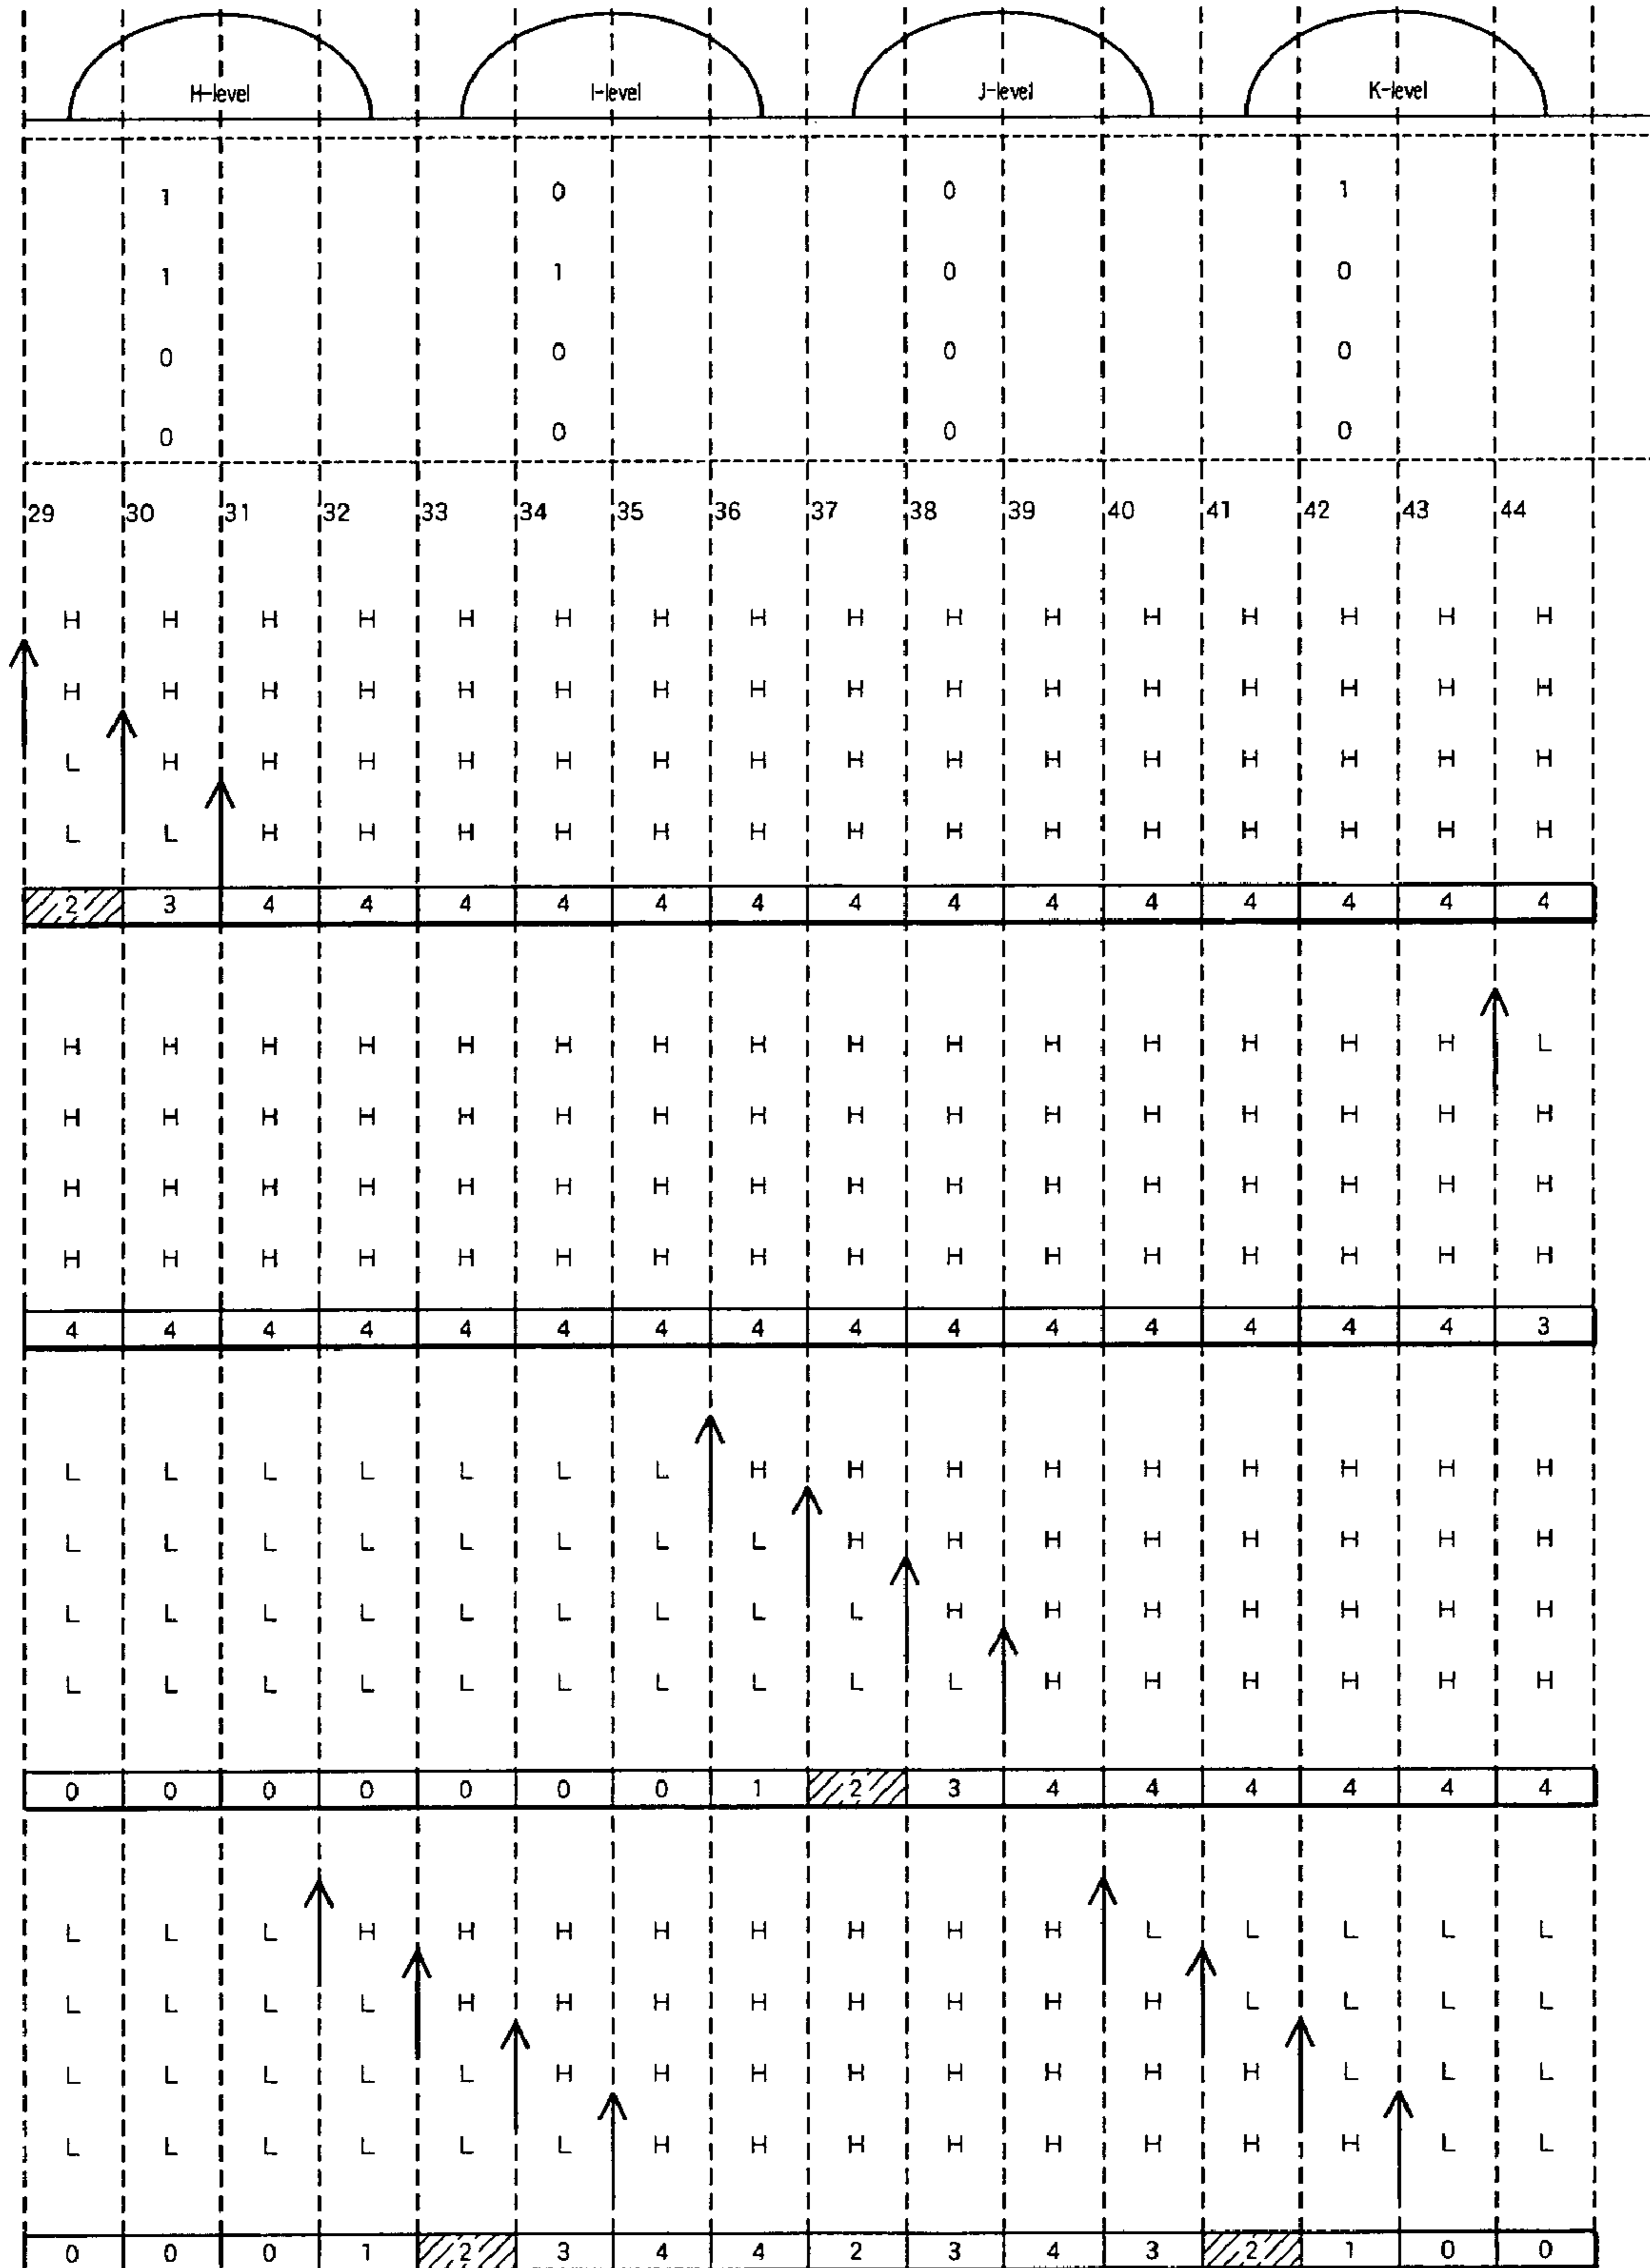 H-level I-level J-level K-level
1 0 0 1
1 1 0 0
0 0 0 0
0 0 0 0
29 30 31 32 33 34 35 36 37 38 39 40 41 42 43 44
H H H H H H H H H H H H H H H H
H H H H H H H H H H H H H H H H
L H H H H H H H H H H H H H H H
L L H H H H H H H H H H H H H H
2 3 4 4 4 4 4 4 4 4 4 4 4 4 4 4
H H H H H H H H H H H H H H H L
H H H H H H H H H H H H H H H H
H H H H H H H H H H H H H H H H
H H H H H H H H H H H H H H H H
4 4 4 4 4 4 4 4 4 4 4 4 4 4 4 3
L L L L L L L H H H H H H H H H
L L L L L L L L H H H H H H H H
L L L L L L L L L H H H H H H H
L L L L L L L L L L H H H H H H
0 0 0 0 0 0 0 1 2 3 4 4 4 4 4 4
L L L H H H H H H H H L L L L L
L L L L H H H H H H H H L L L L
L L L L L H H H H H H H H L L L
L L L L L L H H H H H H H H L L
0 0 0 1 2 3 4 4 2 3 4 3 2 1 0 0